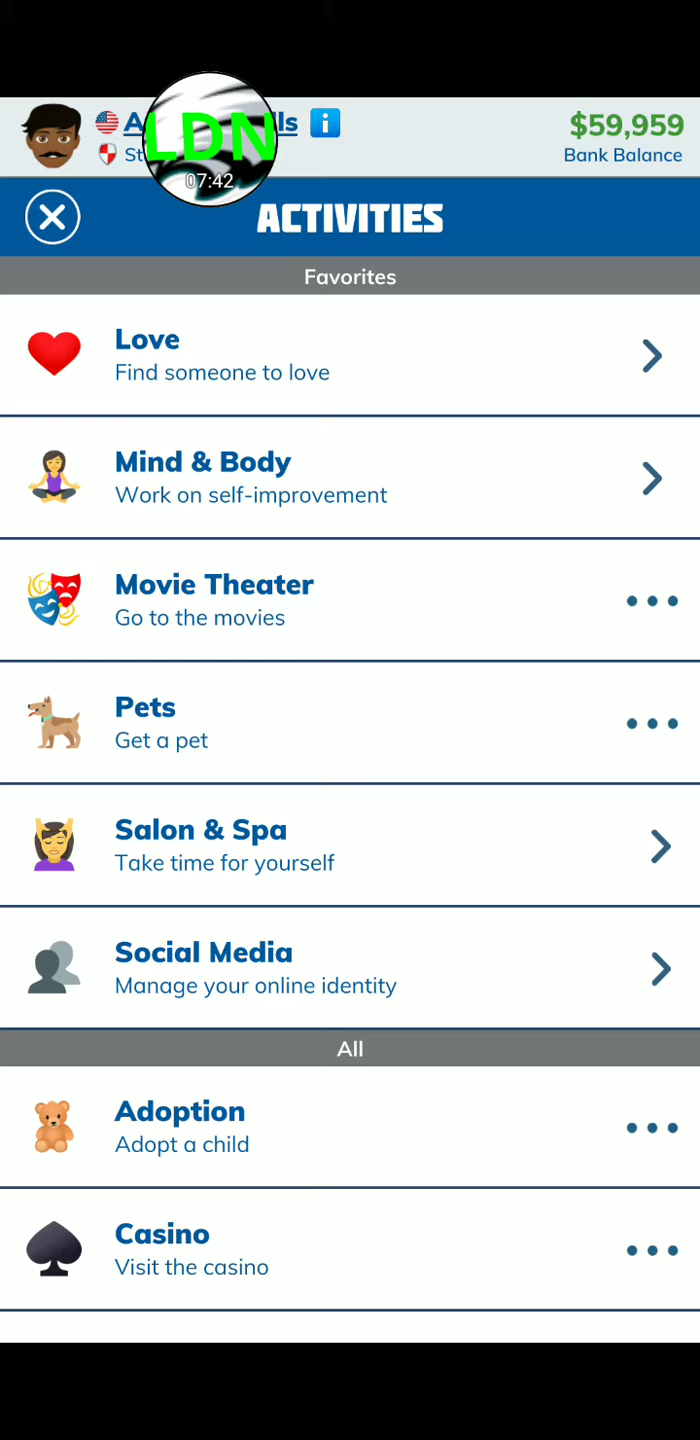 LDN
07:42
$59,959
Bank Balance
ACTIVITIES
Favorites
Love
Find someone to love
Mind & Body
Work on self-improvement
Movie Theater
Go to the movies
Pets
Get a pet
Salon & Spa
Take time for yourself
Social Media
Manage your online identity
All
Adoption
Adopt a child
Casino
Visit the casino